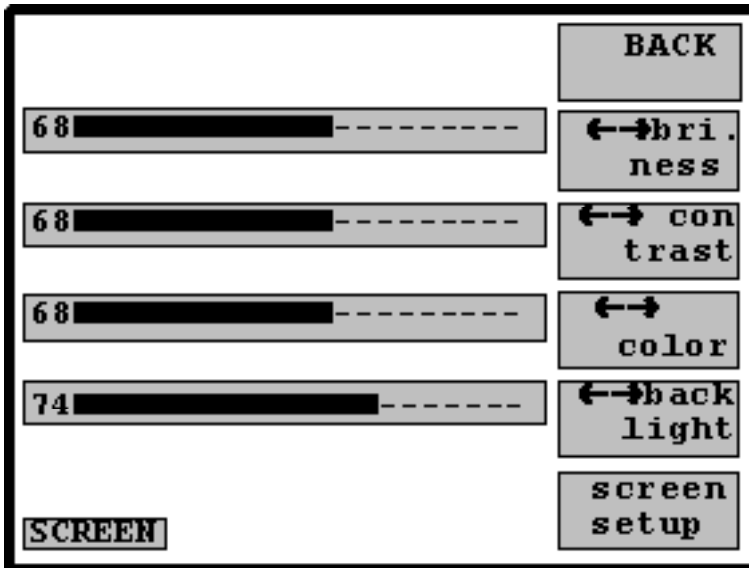 BACK
68---------
←→bri.
ness
68---------
←→ con
trast
68---------
←→
color
74-------
←→back
light
screen
setup
SCREEN